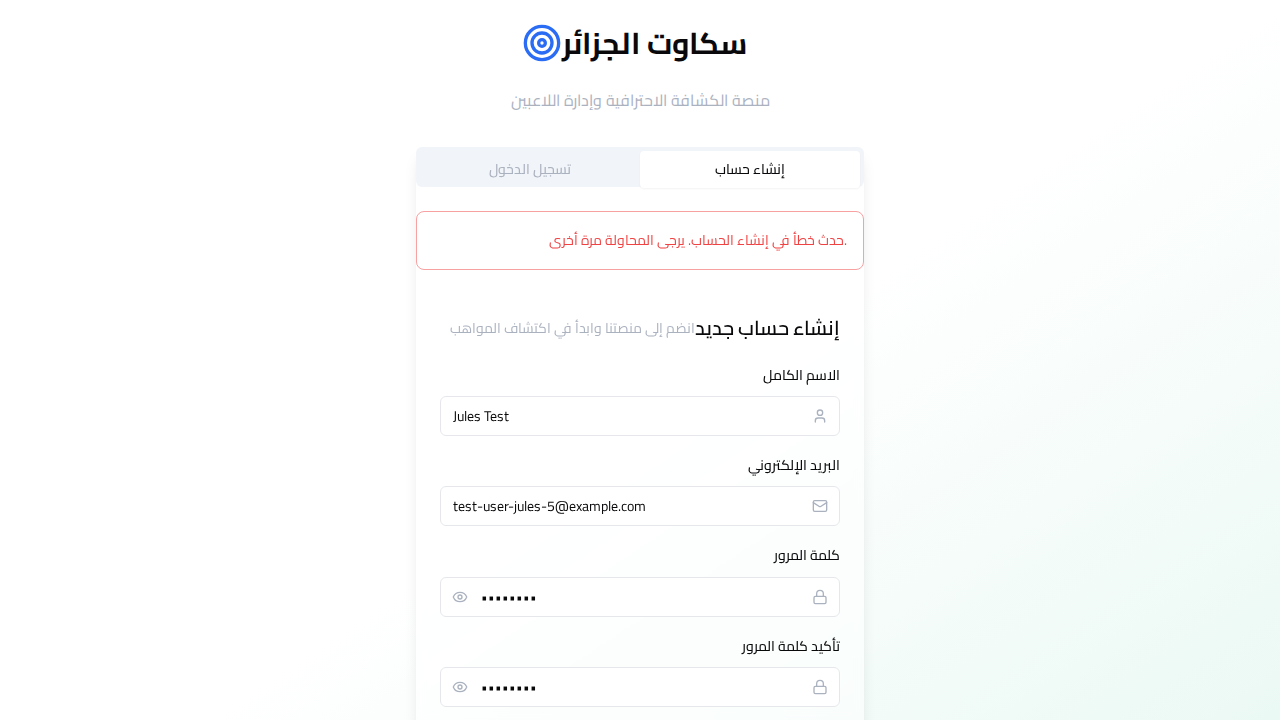 سكاوت الجزائر
منصة الكشافة الاحترافية وإدارة اللاعبين
إنشاء حساب
تسجيل الدخول
حدث خطأ في إنشاء الحساب. يرجى المحاولة مرة أخرى.
إنشاء حساب جديد
انضم إلى منصتنا وابدأ في اكتشاف المواهب
الاسم الكامل
Jules Test
البريد الإلكتروني
test-user-jules-5@example.com
كلمة المرور
••••••••
تأكيد كلمة المرور
••••••••